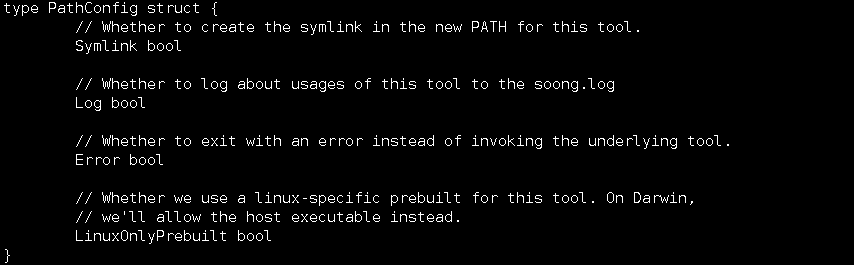 type PathConfig struct {
// Whether to create the symlink in the new PATH for this tool.
Symlink bool
// Whether to log about usages of this tool to the soong.log
Log bool
// Whether to exit with an error instead of invoking the underlying tool.
Error bool
// Whether we use a linux-specific prebuilt for this tool. On Darwin,
// we'll allow the host executable instead.
LinuxOnlyPrebuilt bool
}